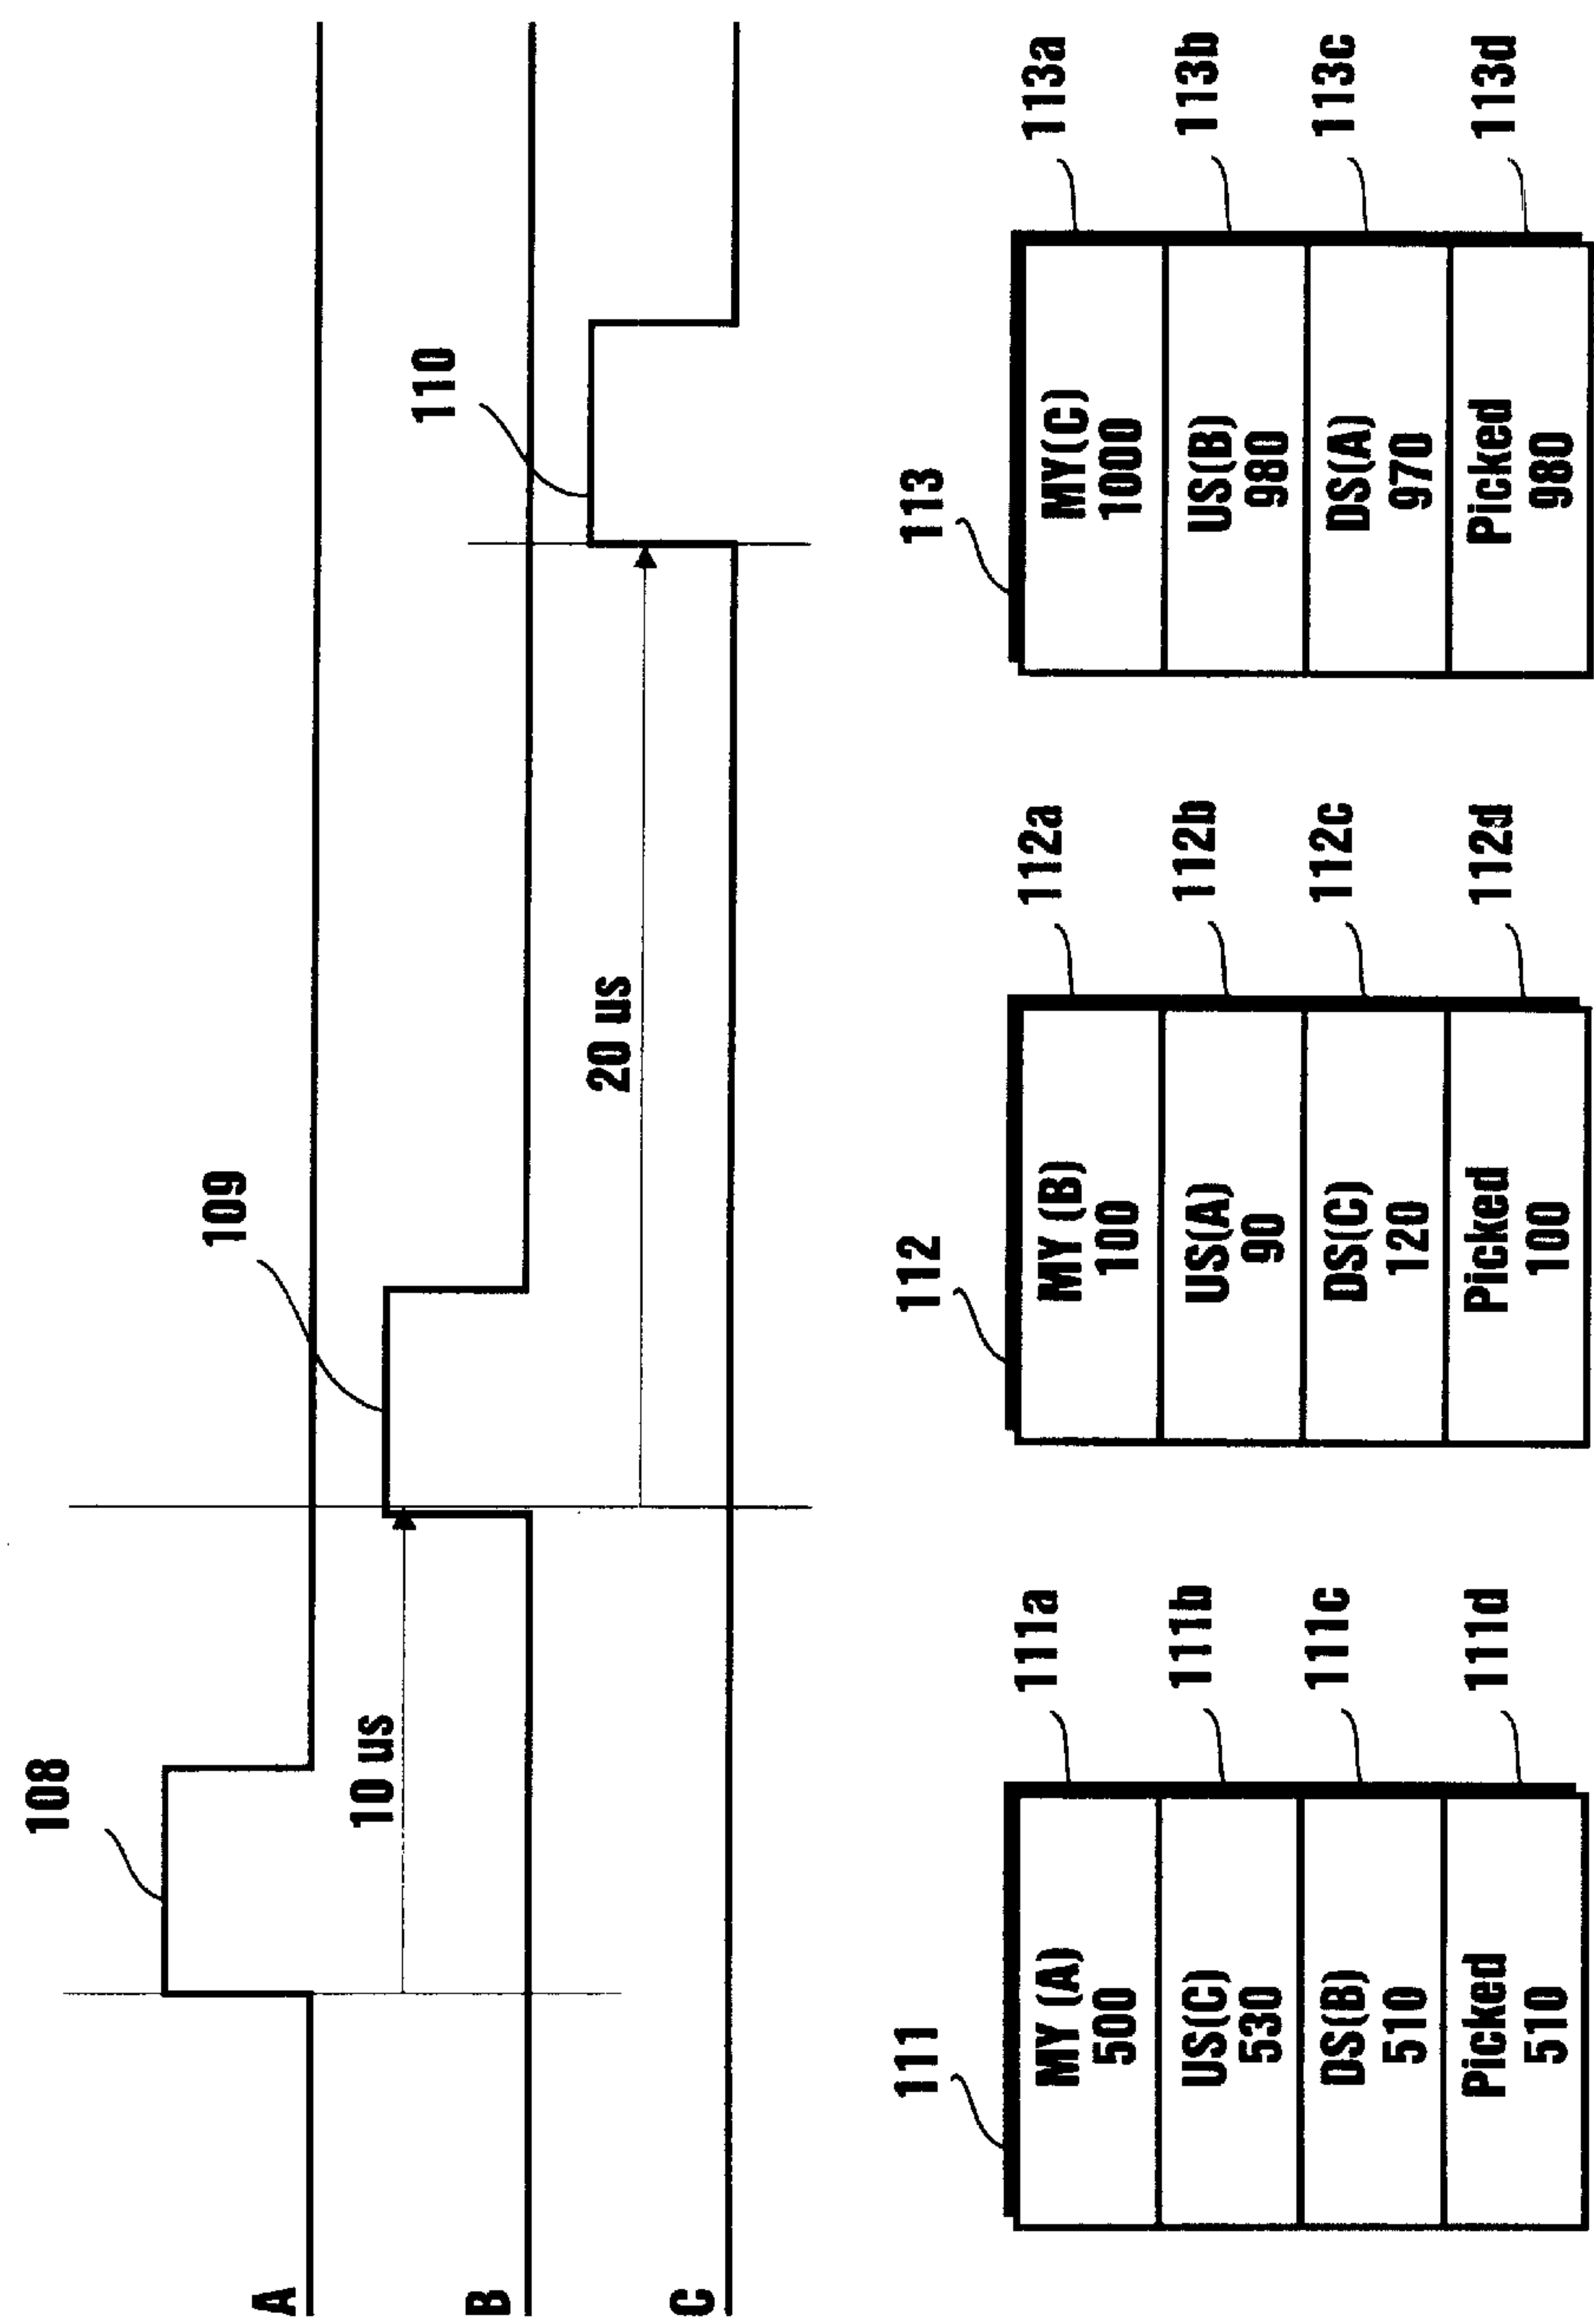 108
A
10 us
109
B
20 us
110
C
111
MY (A)
500
111a
US(C)
530
111b
DS(B)
510
111c
Picked
510
111d
112
MY (B)
100
112a
US(A)
90
112b
DS(C)
120
112c
Picked
100
112d
113
MY(C)
1000
113a
US(B)
980
113b
DS(A)
970
113c
Picked
980
113d